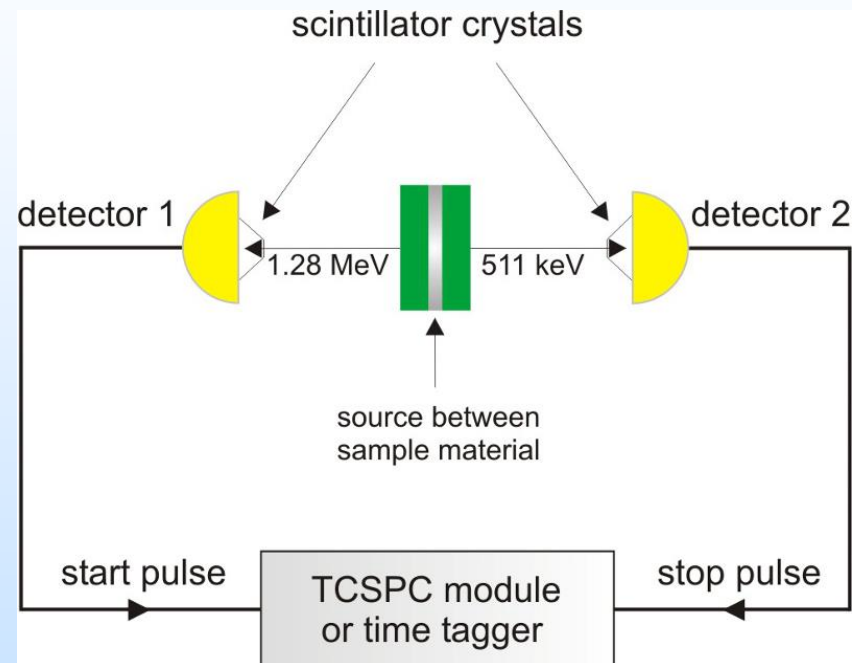 scintillator crystals
detector 1
detector 2
1.28 MeV
511 keV
source between
sample material
start pulse
stop pulse
TCSPC module
or time tagger